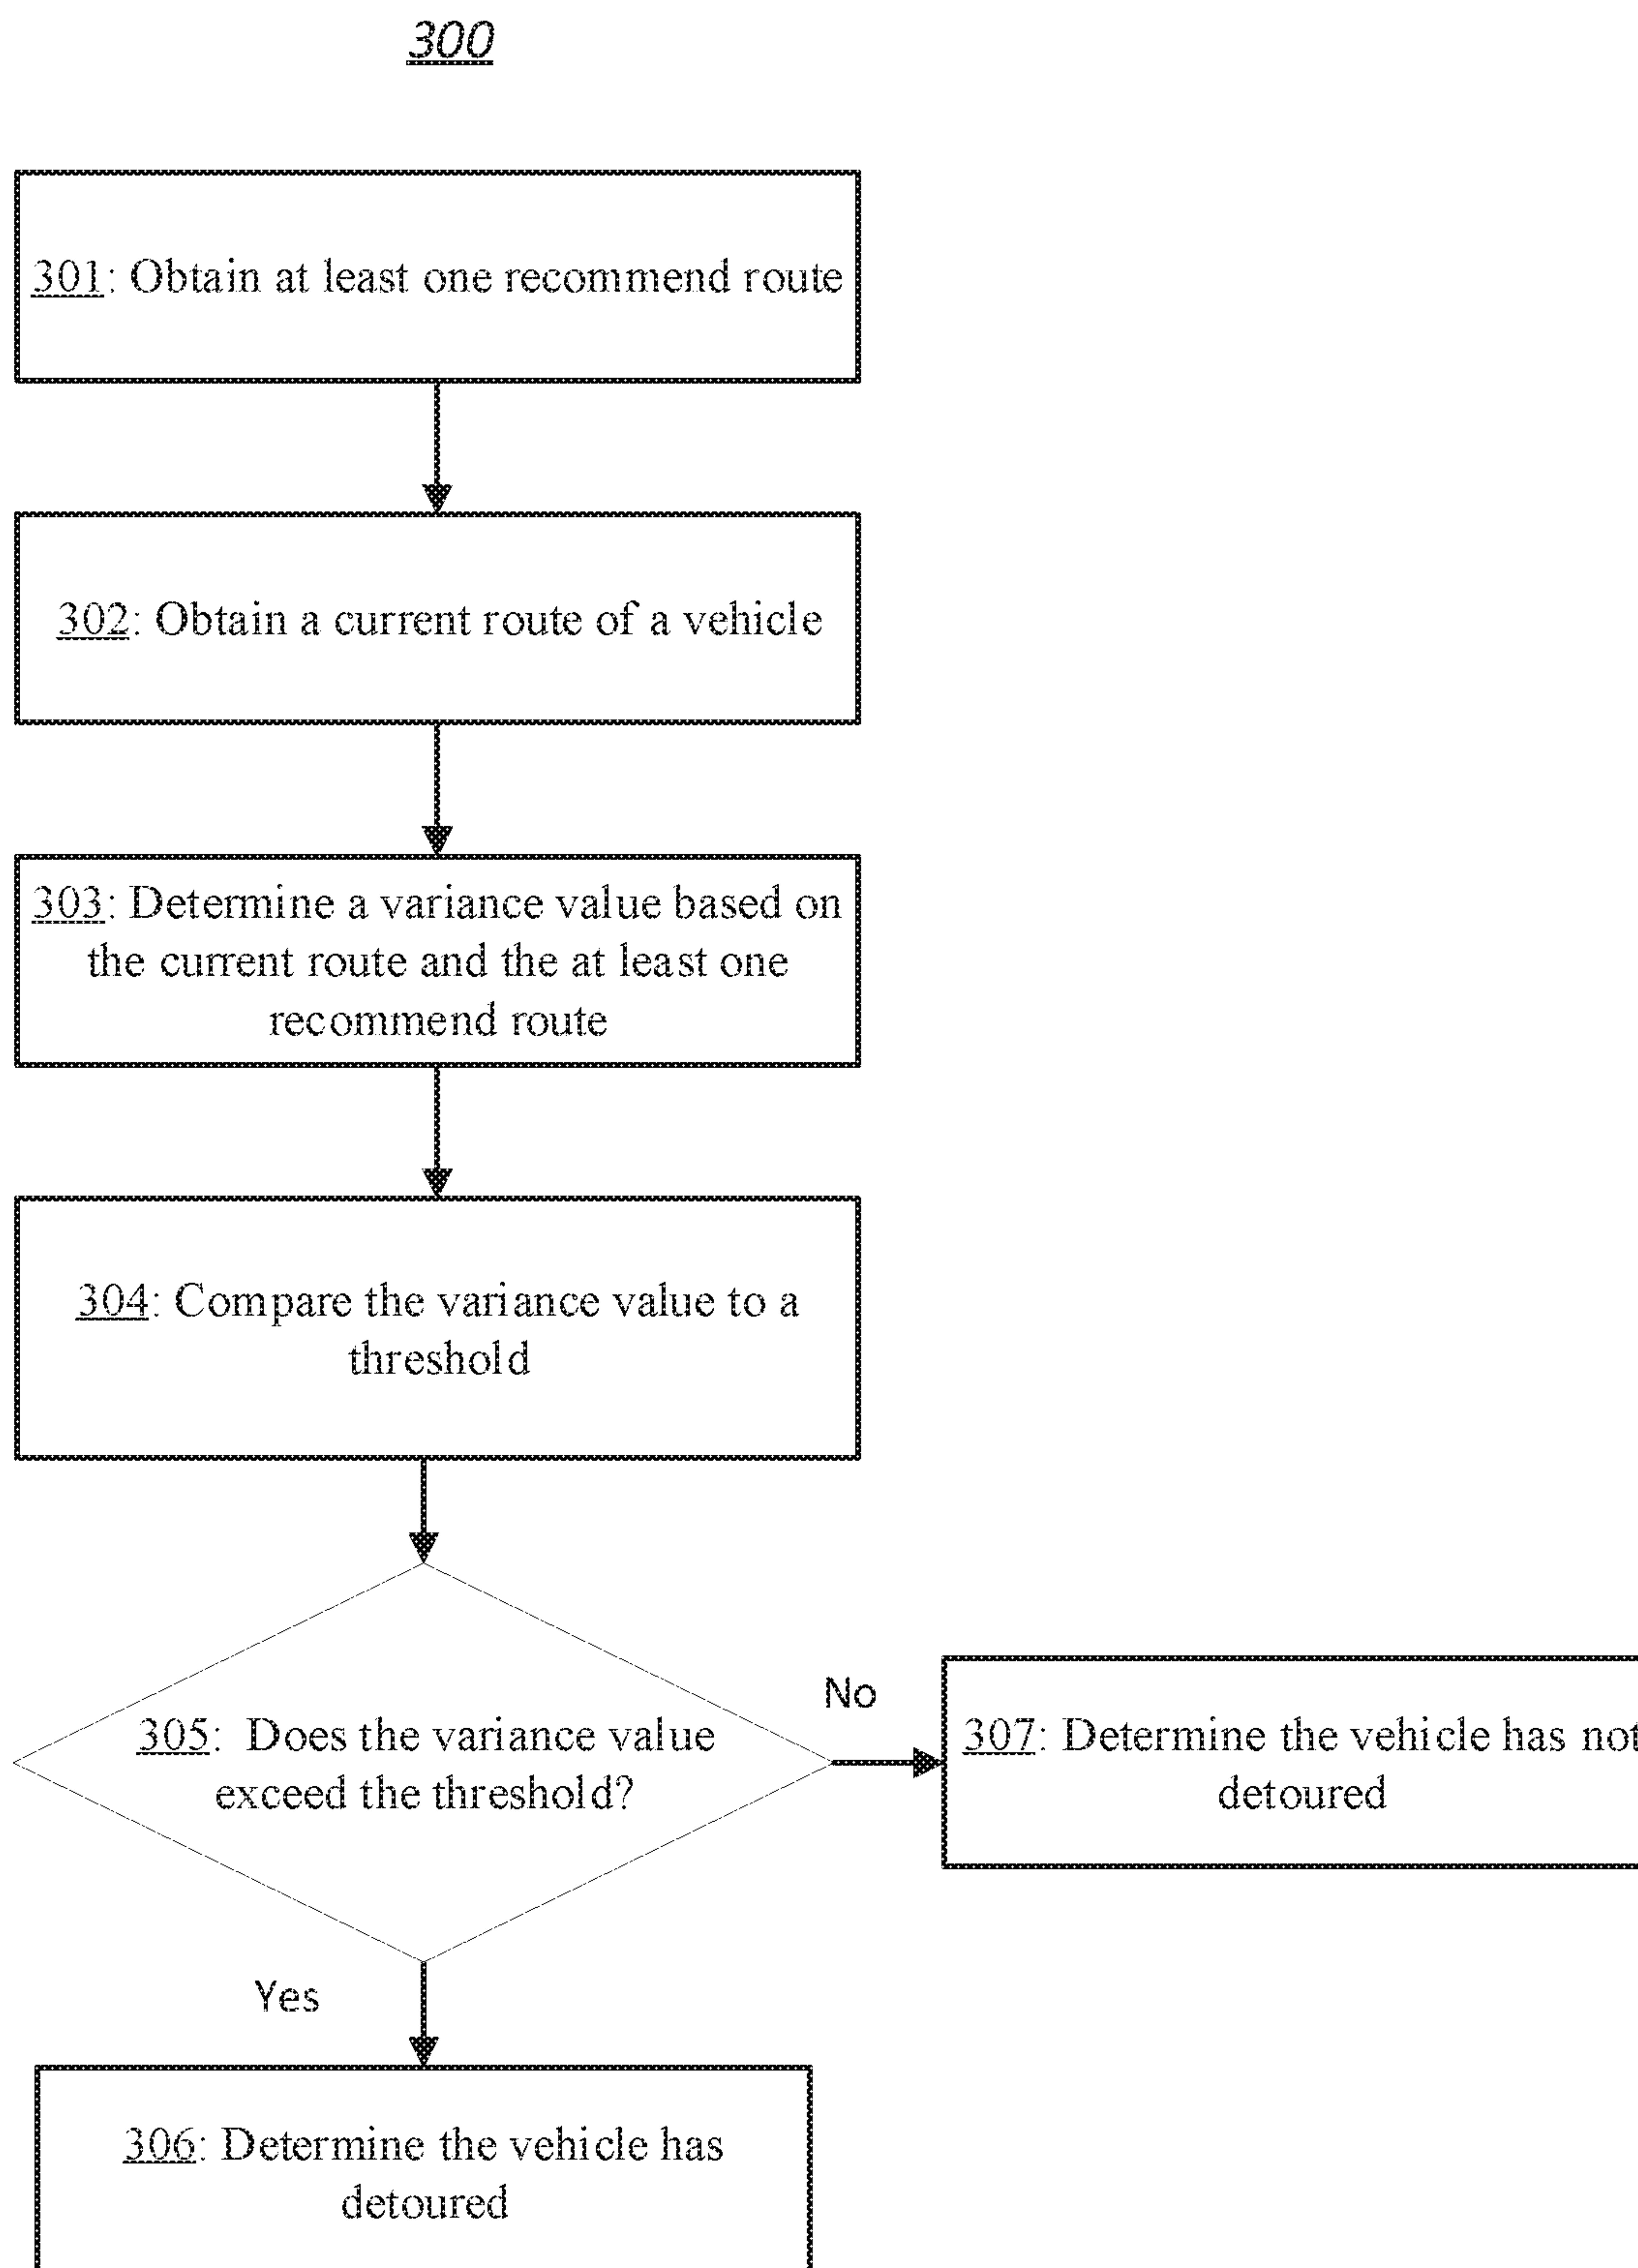 300
301: Obtain at least one recommend route
302: Obtain a current route of a vehicle
303: Determine a variance value based on
the current route and the at least one
recommend route
304: Compare the variance value to a
threshold
305: Does the variance value
exceed the threshold?
No
307: Determine the vehicle has not
detoured
Yes
306: Determine the vehicle has
detoured